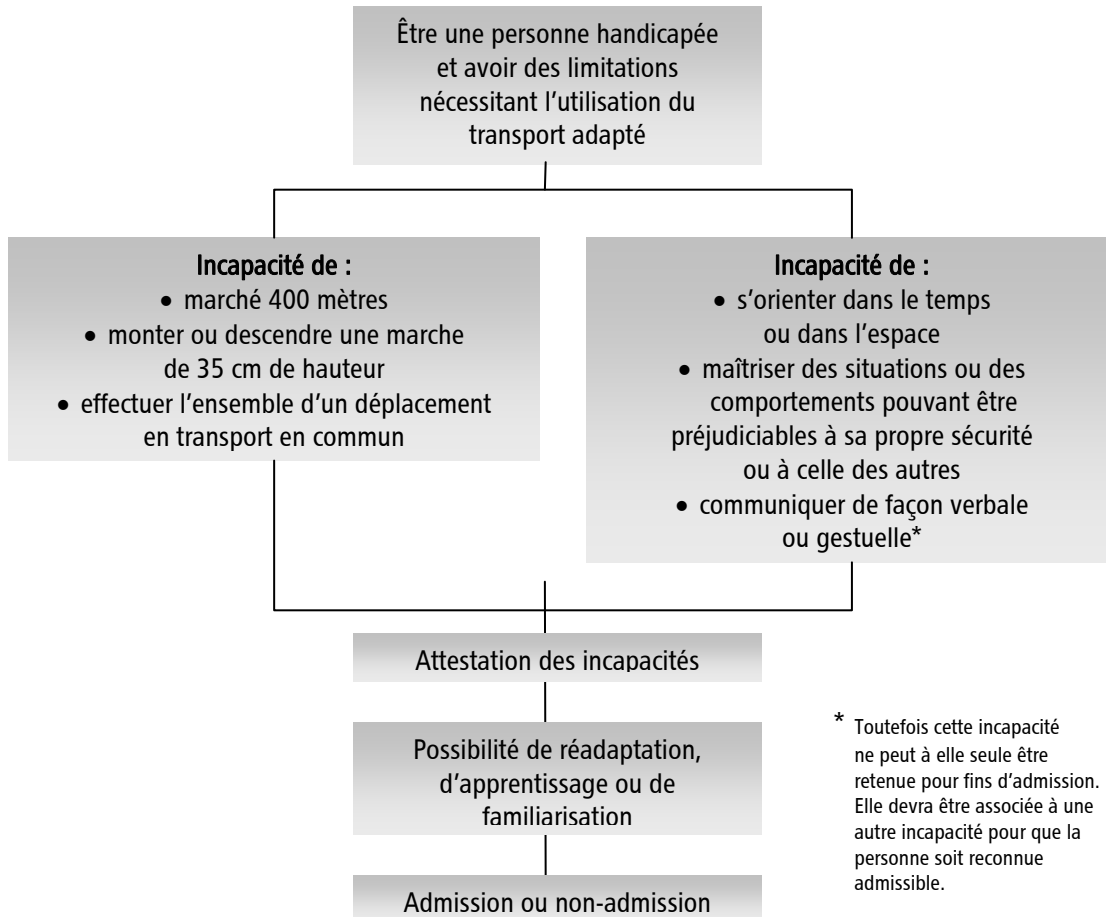 Être une personne handicapée
et avoir des limitations
nécessitant l'utilisation du
transport adapté
Incapacité de :
• marché 400 mètres
• monter ou descendre une marche
de 35 cm de hauteur
• effectuer l'ensemble d'un déplacement
en transport en commun
Incapacité de :
• s'orienter dans le temps
ou dans l'espace
• maîtriser des situations ou des
comportements pouvant être
préjudiciables à sa propre sécurité
ou à celle des autres
• communiquer de façon verbale
ou gestuelle*
Attestation des incapacités
Possibilité de réadaptation,
d'apprentissage ou de
familiarisation
Admission ou non-admission
* Toutefois cette incapacité
ne peut à elle seule être
retenue pour fins d'admission.
Elle devra être associée à une
autre incapacité pour que la
personne soit reconnue
admissible.